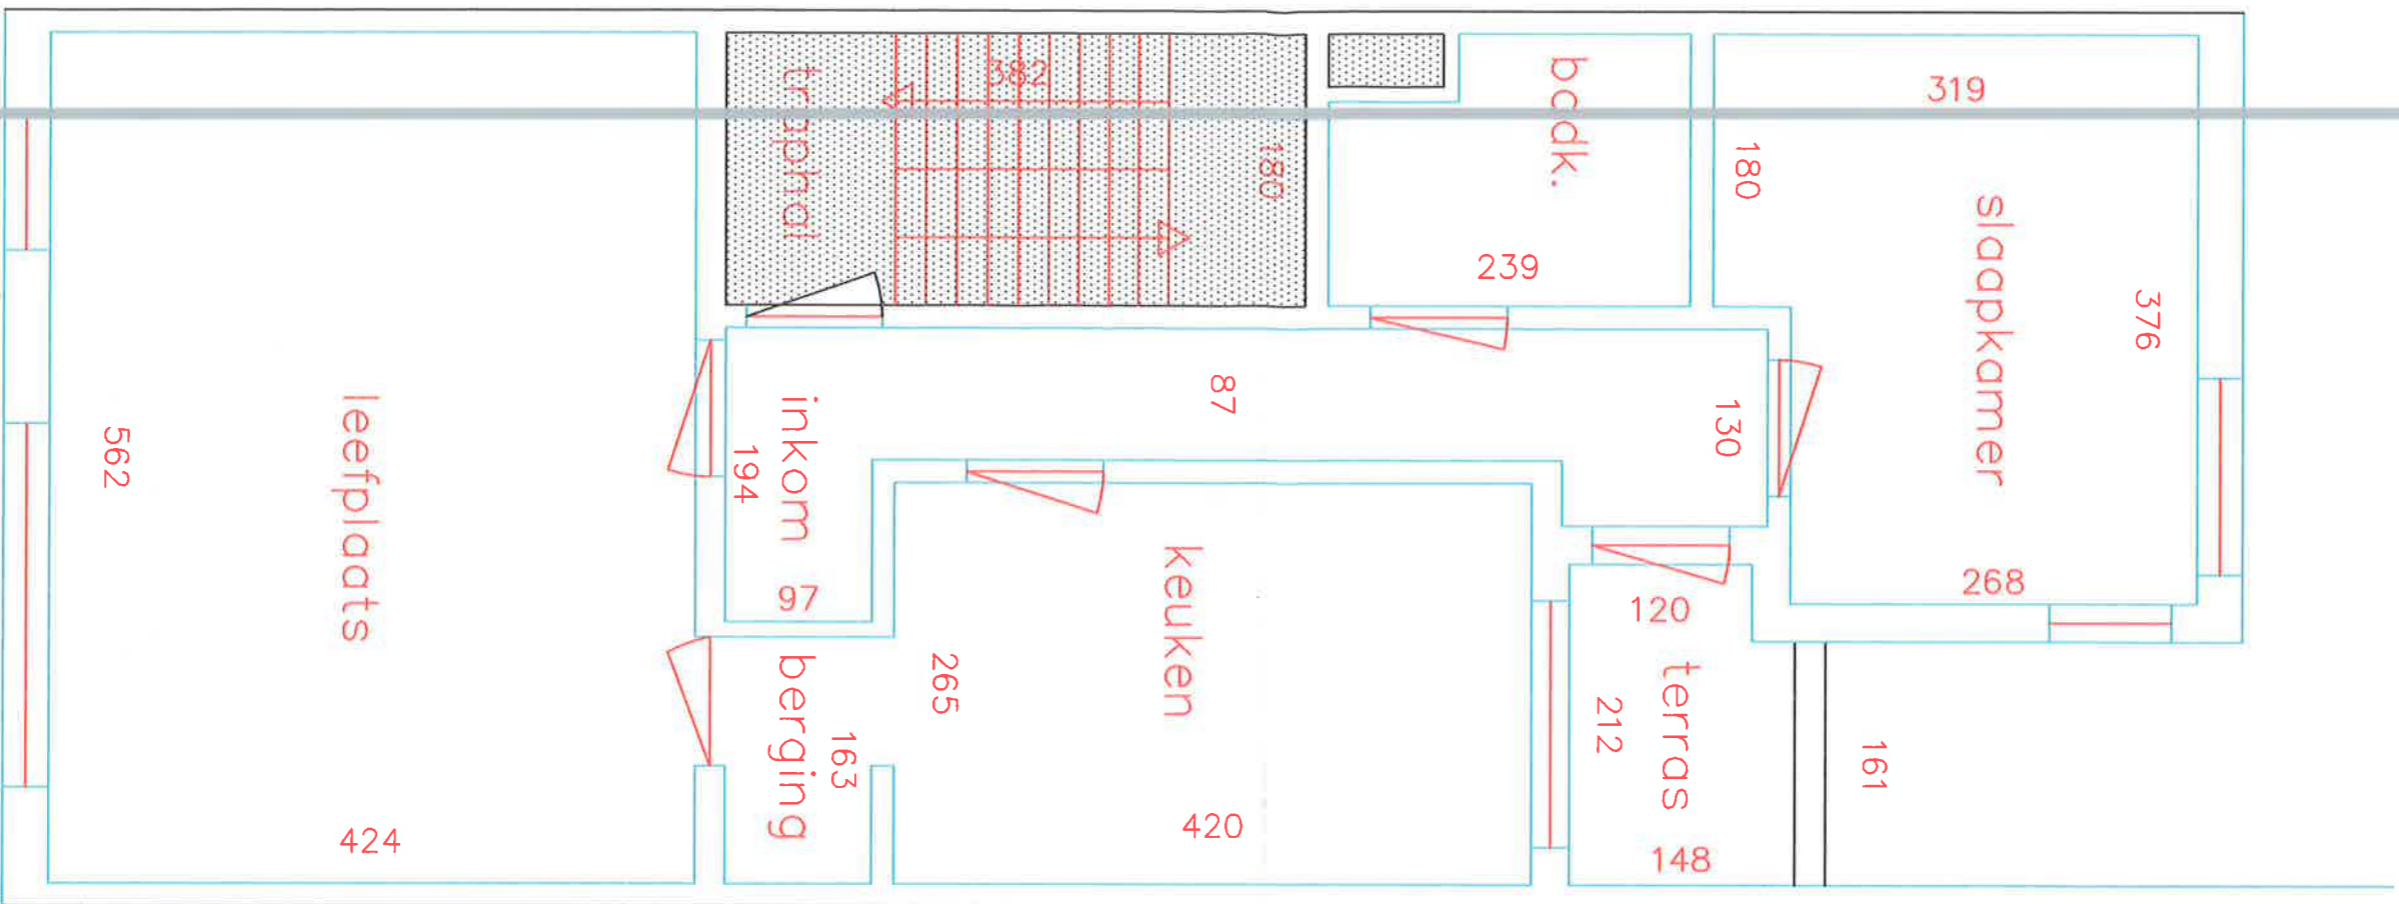 leefplaats
562
424
traphal
382
180
inkom
194
97
berging
163
87
130
keuken
265
420
badk.
239
slaapkamer
319
180
376
268
terras
120
212
148
161